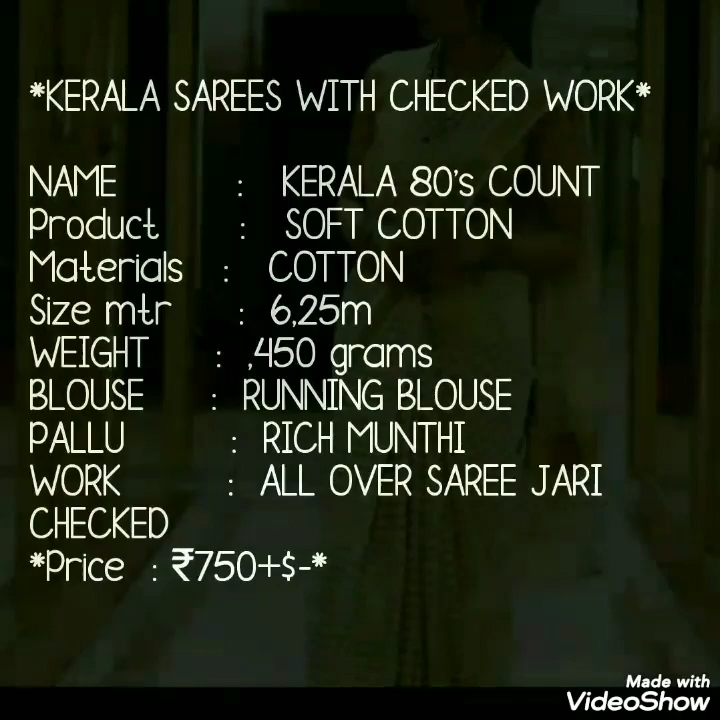 *KERALA SAREES WITH CHECKED WORK*
NAME : KERALA 80's COUNT
Product : SOFT COTTON
Materials : COTTON
Size mtr : 6,25m
WEIGHT : ,450 grams
BLOUSE : RUNNING BLOUSE
PALLU : RICH MUNTHI
WORK : ALL OVER SAREE JARI
CHECKED
*Price : ₹750+$-*
Made with
VideoShow